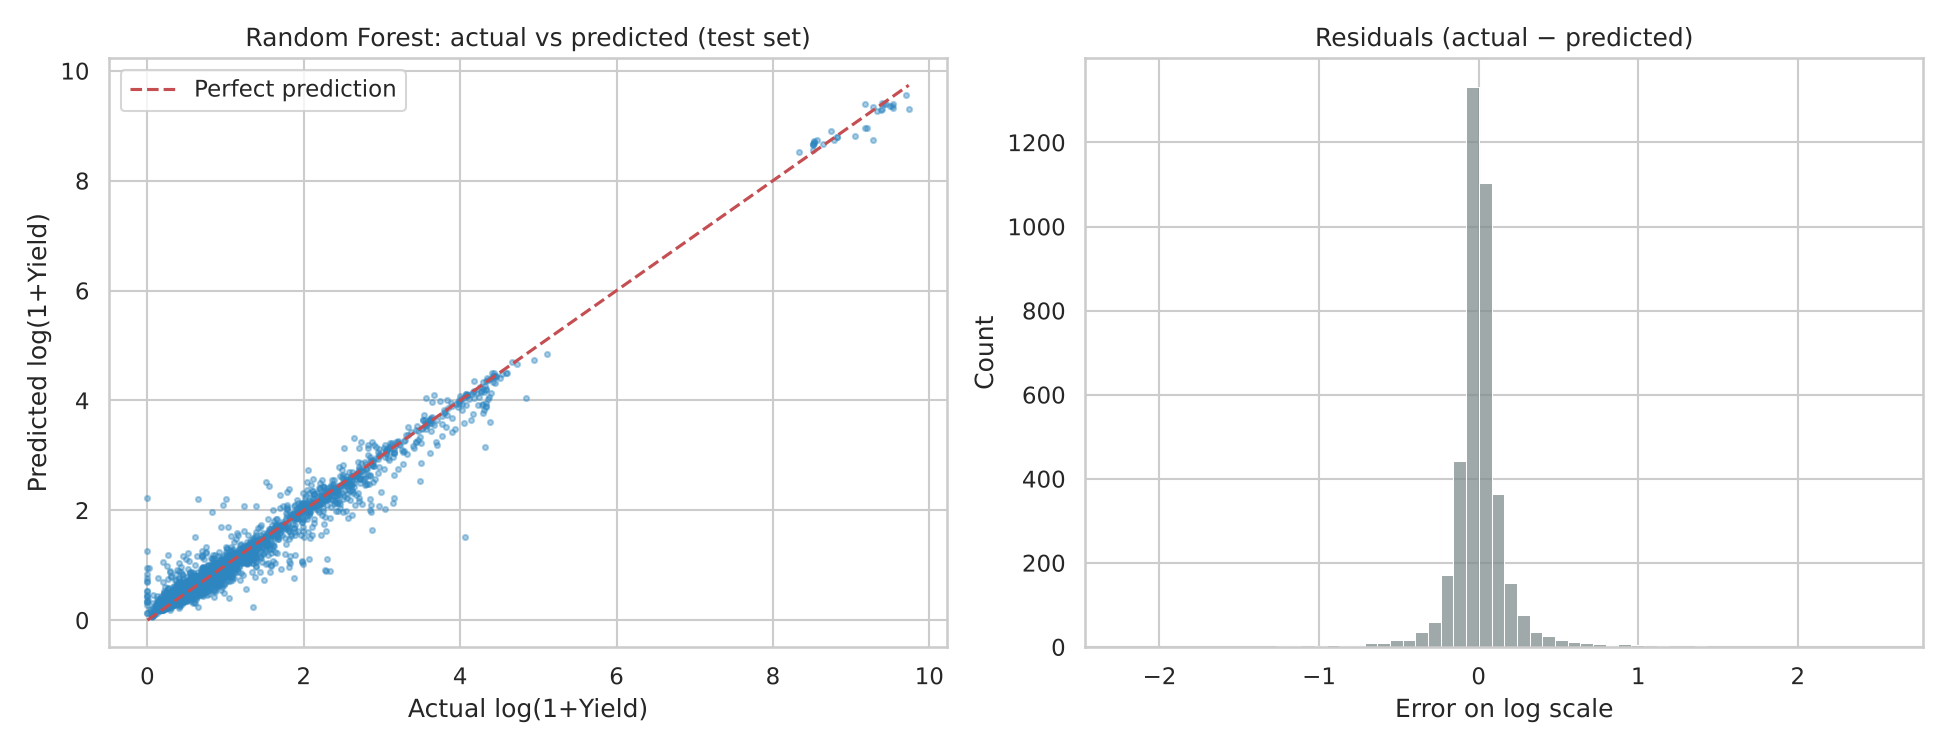 Random Forest: actual vs predicted (test set)
Perfect prediction
Predicted log(1+Yield)
10
8
6
4
2
0
0 2 4 6 8 10
Actual log(1+Yield)
Residuals (actual − predicted)
Count
1200
1000
800
600
400
200
0
−2 −1 0 1 2
Error on log scale